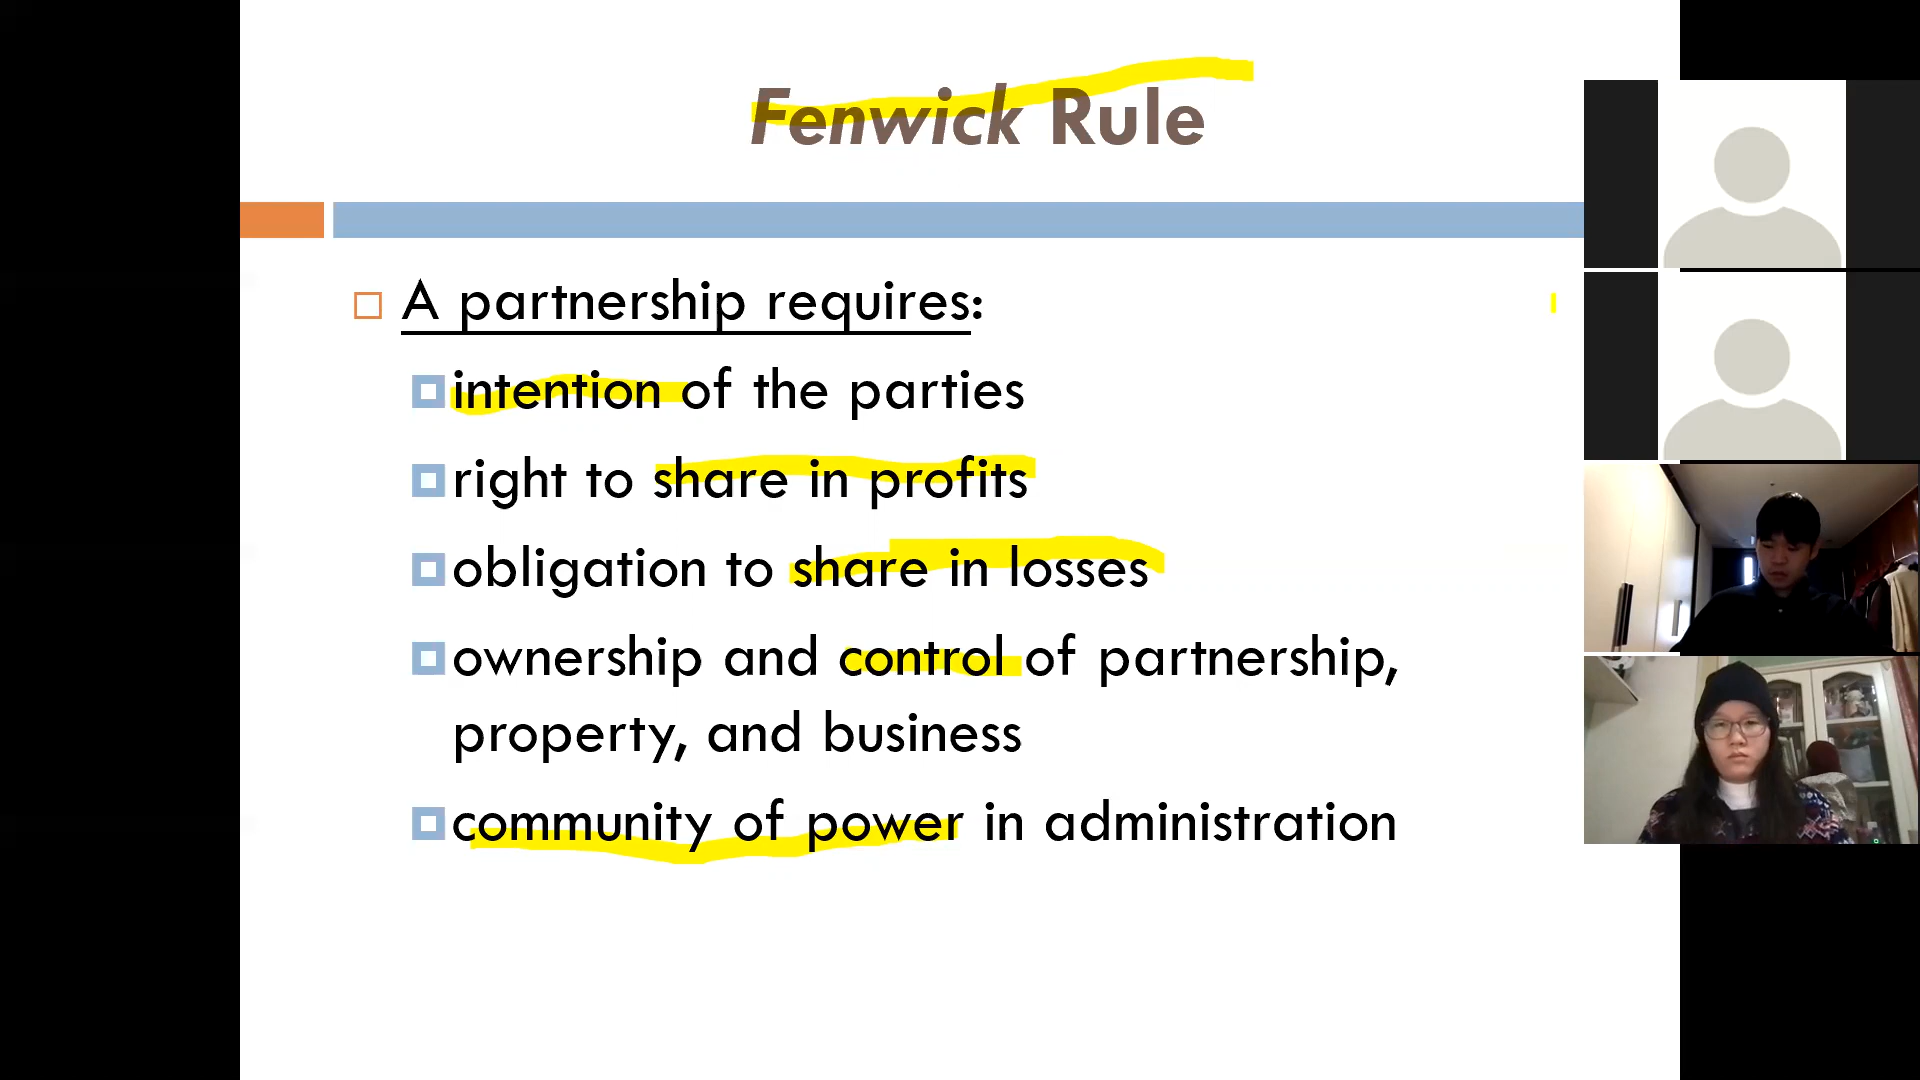 Fenwick Rule
A partnership requires:
intention of the parties
right to share in profits
obligation to share in losses
ownership and control of partnership,
property, and business
community of power in administration